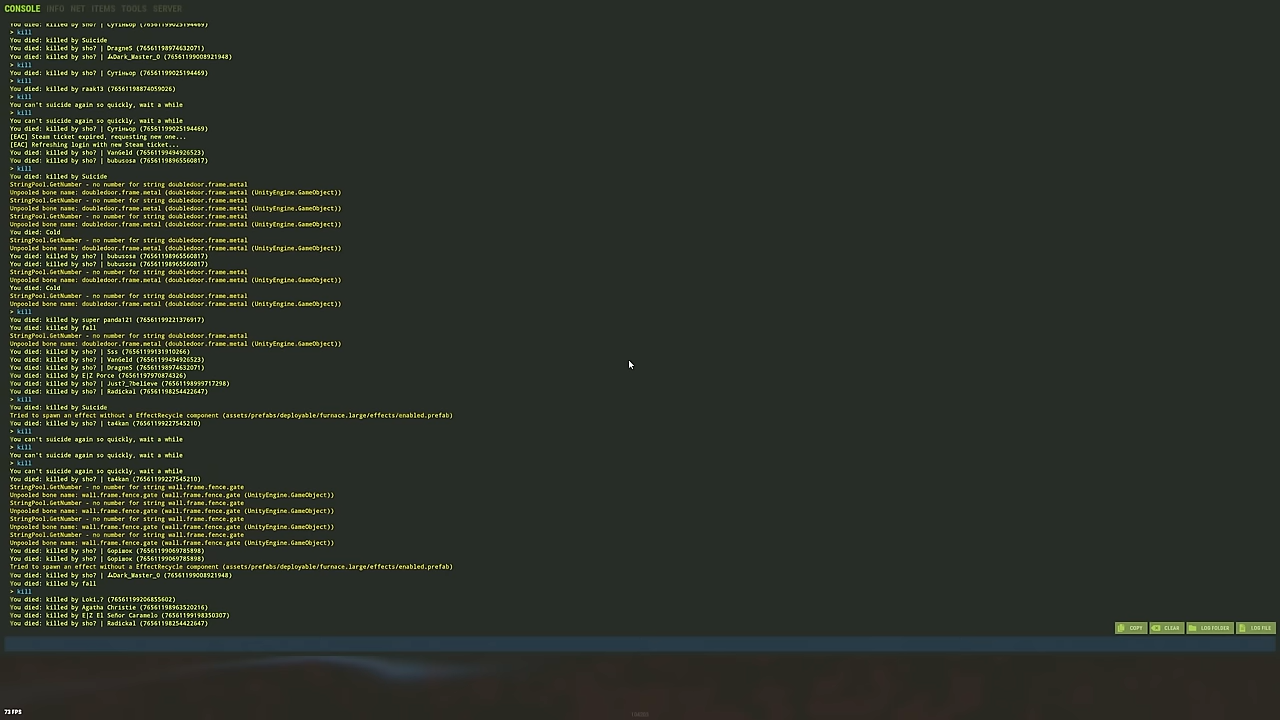 CONSOLE INFO NET ITEMS TOOLS SERVER
You died: killed by sho? | Сутіньор (76561199025194469)
> kill
You died: killed by Suicide
You died: killed by sho? | DragneS (76561198974632071)
You died: killed by sho? | Dark_Master_O (76561199008921948)
> kill
You died: killed by sho? | Сутіньор (76561199025194469)
> kill
You died: killed by raak13 (76561198874059026)
> kill
You can't suicide again so quickly, wait a while
> kill
You can't suicide again so quickly, wait a while
You died: killed by sho? | Сутіньор (76561199025194469)
[EAC] Steam ticket expired, requesting new one...
[EAC] Refreshing login with new Steam ticket...
You died: killed by sho? | VanGeld (76561199494926523)
You died: killed by sho? | bubusosa (76561198965560817)
> kill
You died: killed by Suicide
StringPool.GetNumber - no number for string doubledoor.frame.metal
Unpooled bone name: doubledoor.frame.metal (doubledoor.frame.metal (UnityEngine.GameObject))
StringPool.GetNumber - no number for string doubledoor.frame.metal
Unpooled bone name: doubledoor.frame.metal (doubledoor.frame.metal (UnityEngine.GameObject))
StringPool.GetNumber - no number for string doubledoor.frame.metal
Unpooled bone name: doubledoor.frame.metal (doubledoor.frame.metal (UnityEngine.GameObject))
You died: Cold
StringPool.GetNumber - no number for string doubledoor.frame.metal
Unpooled bone name: doubledoor.frame.metal (doubledoor.frame.metal (UnityEngine.GameObject))
You died: killed by sho? | bubusosa (76561198965560817)
You died: killed by sho? | bubusosa (76561198965560817)
StringPool.GetNumber - no number for string doubledoor.frame.metal
Unpooled bone name: doubledoor.frame.metal (doubledoor.frame.metal (UnityEngine.GameObject))
You died: Cold
StringPool.GetNumber - no number for string doubledoor.frame.metal
Unpooled bone name: doubledoor.frame.metal (doubledoor.frame.metal (UnityEngine.GameObject))
> kill
You died: killed by super panda121 (76561199221376917)
You died: killed by fall
StringPool.GetNumber - no number for string doubledoor.frame.metal
Unpooled bone name: doubledoor.frame.metal (doubledoor.frame.metal (UnityEngine.GameObject))
You died: killed by sho? | Sss (76561199131910266)
You died: killed by sho? | VanGeld (76561199494926523)
You died: killed by sho? | DragneS (76561198974632071)
You died: killed by E|Z Porce (76561197970874326)
You died: killed by sho? | Just?_?believe (76561198999717298)
You died: killed by sho? | Radickal (76561198254422647)
> kill
You died: killed by Suicide
Tried to spawn an effect without a EffectRecycle component (assets/prefabs/deployable/furnace.large/effects/enabled.prefab)
You died: killed by sho? | ta4kan (76561199227545210)
> kill
You can't suicide again so quickly, wait a while
> kill
You can't suicide again so quickly, wait a while
> kill
You can't suicide again so quickly, wait a while
You died: killed by sho? | ta4kan (76561199227545210)
StringPool.GetNumber - no number for string wall.frame.fence.gate
Unpooled bone name: wall.frame.fence.gate (wall.frame.fence.gate (UnityEngine.GameObject))
StringPool.GetNumber - no number for string wall.frame.fence.gate
Unpooled bone name: wall.frame.fence.gate (wall.frame.fence.gate (UnityEngine.GameObject))
StringPool.GetNumber - no number for string wall.frame.fence.gate
Unpooled bone name: wall.frame.fence.gate (wall.frame.fence.gate (UnityEngine.GameObject))
StringPool.GetNumber - no number for string wall.frame.fence.gate
Unpooled bone name: wall.frame.fence.gate (wall.frame.fence.gate (UnityEngine.GameObject))
You died: killed by sho? | Горішок (76561199069785898)
You died: killed by sho? | Горішок (76561199069785898)
Tried to spawn an effect without a EffectRecycle component (assets/prefabs/deployable/furnace.large/effects/enabled.prefab)
You died: killed by sho? | Dark_Master_O (76561199008921948)
You died: killed by fall
> kill
You died: killed by Loki.? (76561199206855602)
You died: killed by Agatha Christie (76561198963520216)
You died: killed by E|Z El Señor Caramelo (76561199198350307)
You died: killed by sho? | Radickal (76561198254422647)
COPY CLEAR LOG FOLDER LOG FILE
73 FPS